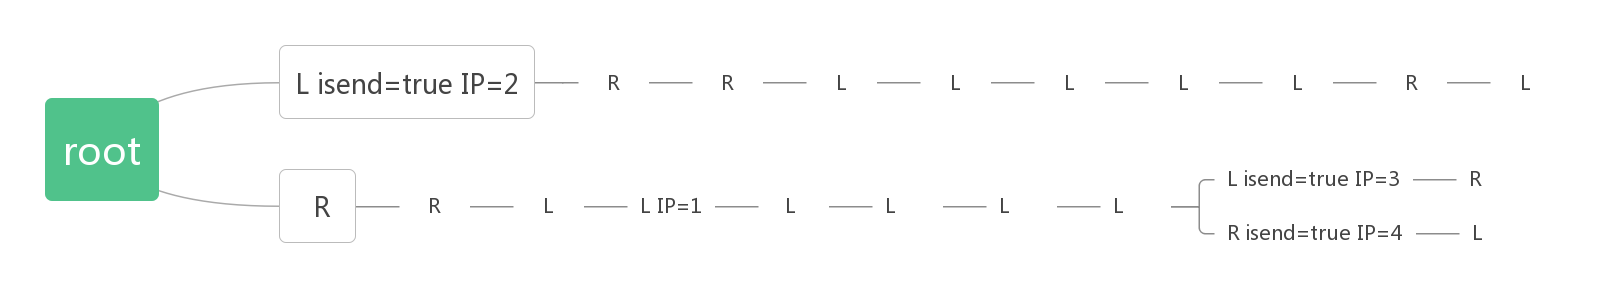 root
L isend=true IP=2 R R L L L L L R L
R R L L IP=1 L L L L
L isend=true IP=3 R
R isend=true IP=4 L